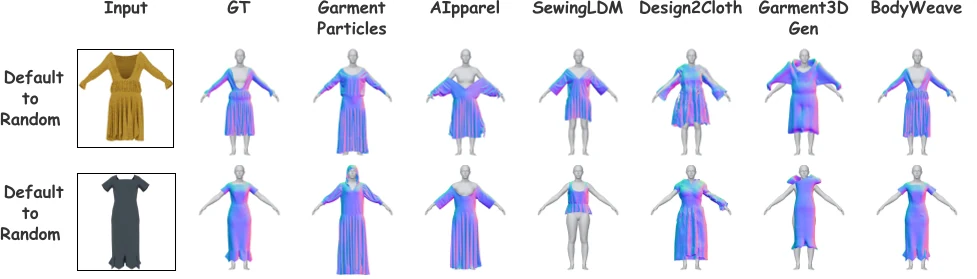 Input GT Garment Particles AIpparel SewingLDM Design2Cloth Garment3D Gen BodyWeave
Default
to
Random
Default
to
Random